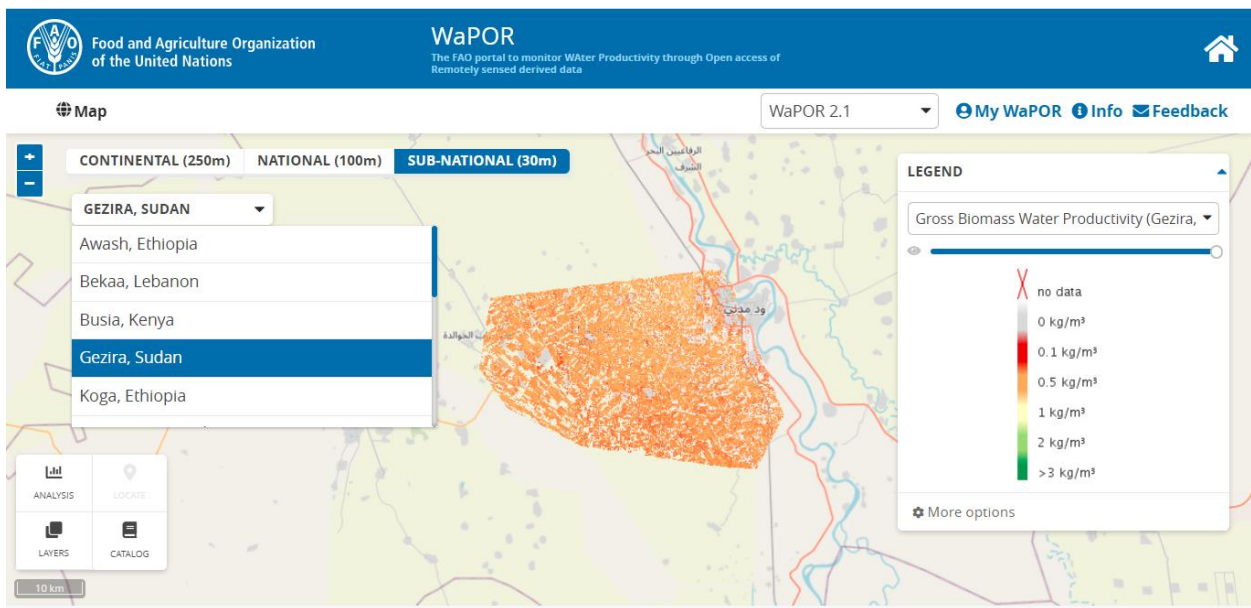 Food and Agriculture Organization
of the United Nations
WaPOR
The FAO portal to monitor WAter Productivity through Open access of
Remotely sensed derived data
Map
WaPOR 2.1
My WaPOR
Info
Feedback
+
−
CONTINENTAL (250m)
NATIONAL (100m)
SUB-NATIONAL (30m)
GEZIRA, SUDAN
Awash, Ethiopia
Bekaa, Lebanon
Busia, Kenya
Gezira, Sudan
Koga, Ethiopia
ود مدني
LEGEND
Gross Biomass Water Productivity (Gezira,
no data
0 kg/m³
0.1 kg/m³
0.5 kg/m³
1 kg/m³
2 kg/m³
>3 kg/m³
More options
ANALYSIS
LOCATE
LAYERS
CATALOG
10 km